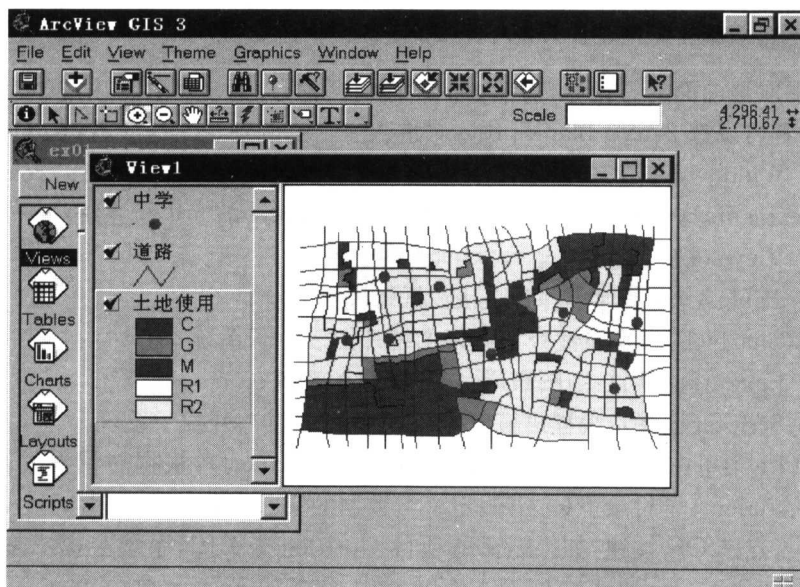 ArcView GIS 3
File Edit View Theme Graphics Window Help
Scale
4,296.41
2,710.67
View1
New
Views
Tables
Charts
Layouts
Scripts
中学
道路
土地使用
C
G
M
R1
R2